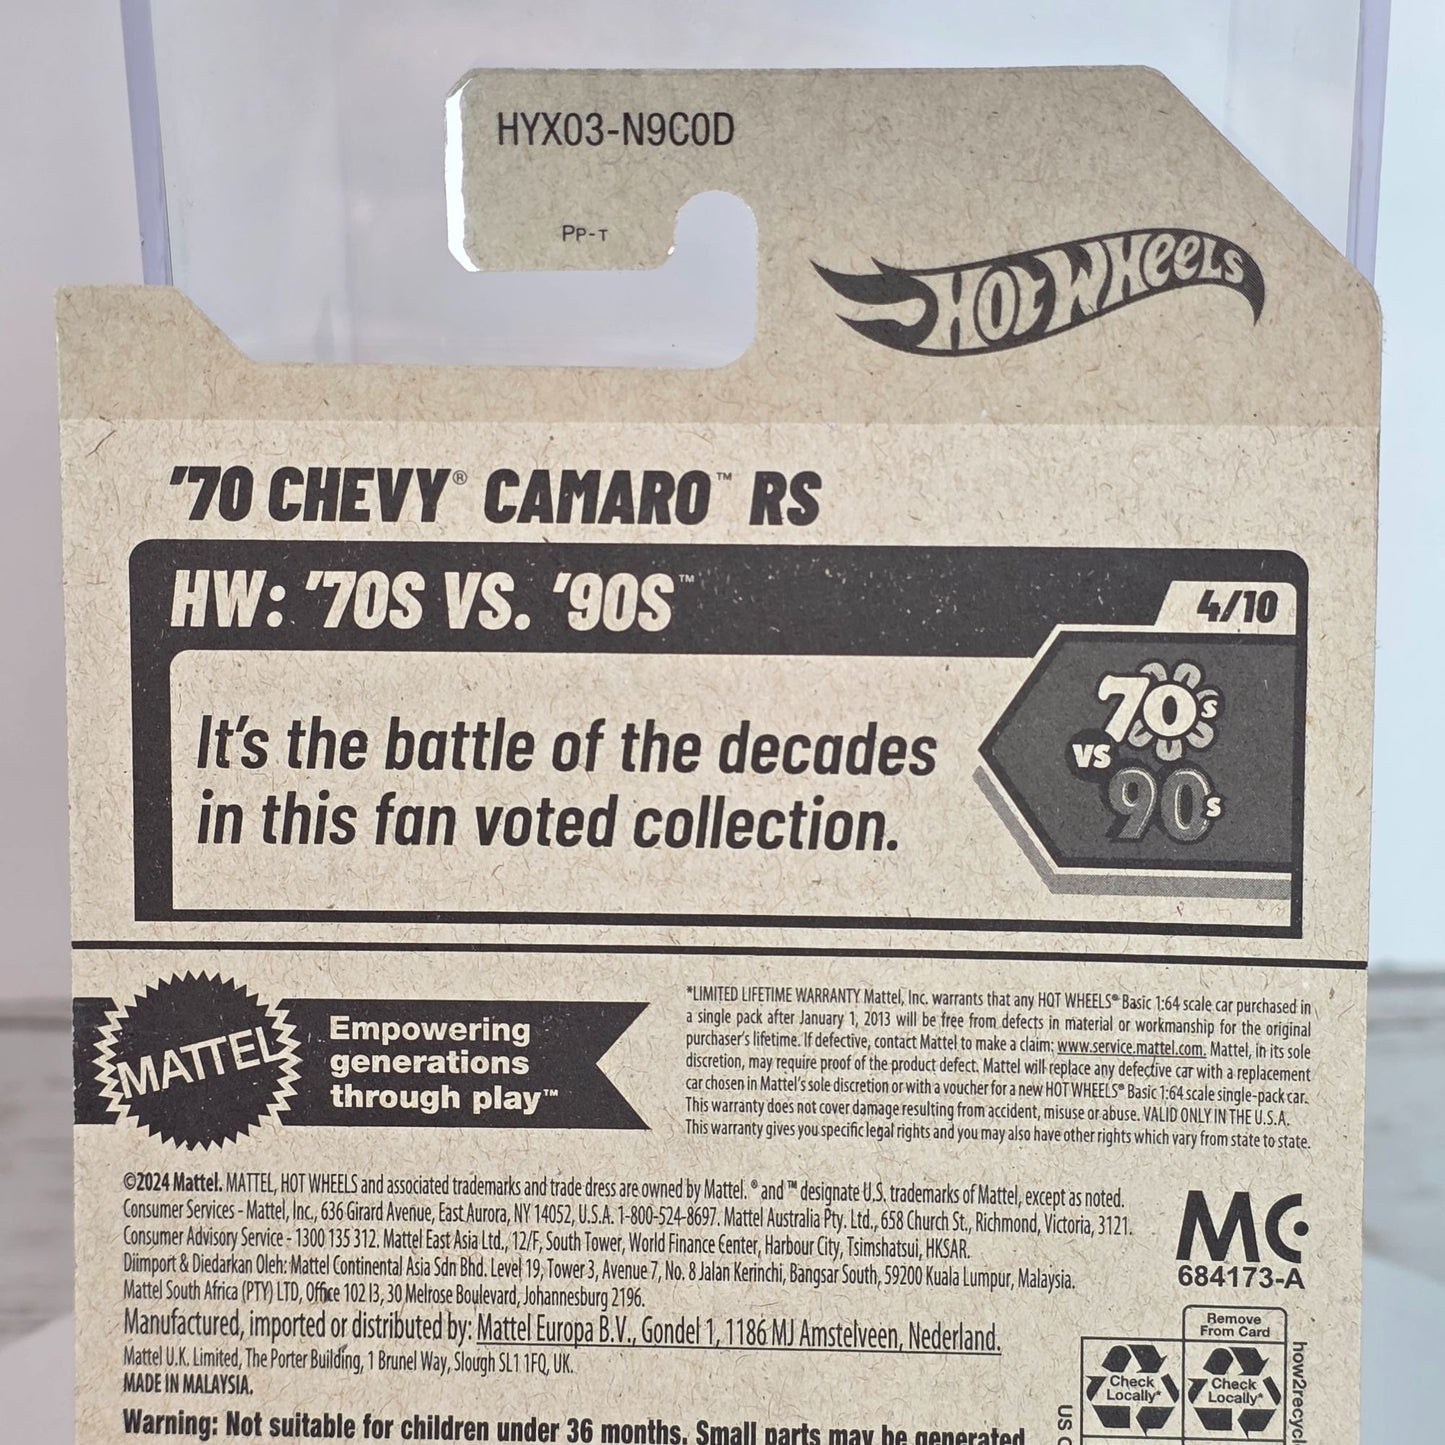 HYX03-N9C0D
PP-T
HOT WHEELS
'70 CHEVY® CAMARO™ RS
HW: '70S VS. '90S™
4/10
70s
vs
90s
It's the battle of the decades
in this fan voted collection.
MATTEL
Empowering
generations
through play™
*LIMITED LIFETIME WARRANTY Mattel, Inc. warrants that any HOT WHEELS® Basic 1:64 scale car purchased in
a single pack after January 1, 2013 will be free from defects in material or workmanship for the original
purchaser's lifetime. If defective, contact Mattel to make a claim; www.service.mattel.com. Mattel, in its sole
discretion, may require proof of the product defect. Mattel will replace any defective car with a replacement
car chosen in Mattel's sole discretion or with a voucher for a new HOT WHEELS® Basic 1:64 scale single-pack car.
This warranty does not cover damage resulting from accident, misuse or abuse. VALID ONLY IN THE U.S.A.
This warranty gives you specific legal rights and you may also have other rights which vary from state to state.
©2024 Mattel. MATTEL, HOT WHEELS and associated trademarks and trade dress are owned by Mattel. ® and ™ designate U.S. trademarks of Mattel, except as noted.
Consumer Services - Mattel, Inc., 636 Girard Avenue, East Aurora, NY 14052, U.S.A. 1-800-524-8697. Mattel Australia Pty. Ltd., 658 Church St., Richmond, Victoria, 3121.
Consumer Advisory Service - 1300 135 312. Mattel East Asia Ltd., 12/F, South Tower, World Finance Center, Harbour City, Tsimshatsui, HKSAR.
Diimport & Diedarkan Oleh: Mattel Continental Asia Sdn Bhd. Level 19, Tower 3, Avenue 7, No. 8 Jalan Kerinchi, Bangsar South, 59200 Kuala Lumpur, Malaysia.
Mattel South Africa (PTY) LTD, Office 102 I3, 30 Melrose Boulevard, Johannesburg 2196.
Manufactured, imported or distributed by: Mattel Europa B.V., Gondel 1, 1186 MJ Amstelveen, Nederland.
Mattel U.K. Limited, The Porter Building, 1 Brunel Way, Slough SL1 1FQ, UK.
MADE IN MALAYSIA.
Warning: Not suitable for children under 36 months. Small parts may be generated
MC
684173-A
Remove
From Card
Check
Locally*
Check
Locally*
how2recycl
US